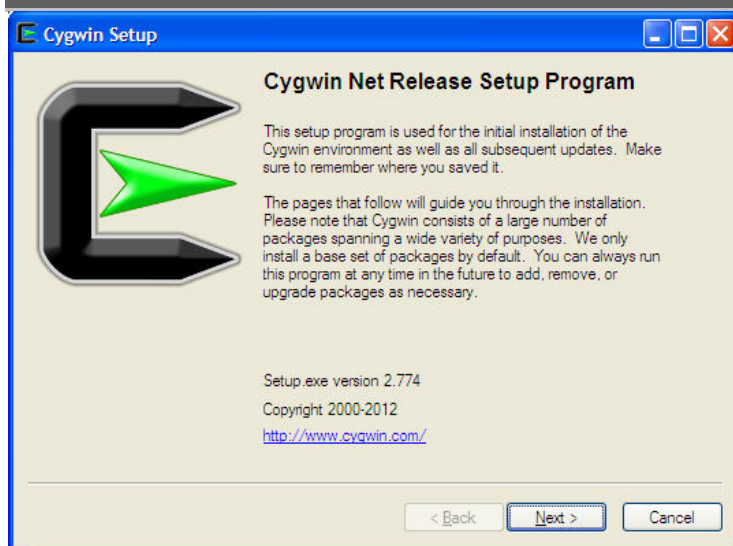 Cygwin Setup
Cygwin Net Release Setup Program
This setup program is used for the initial installation of the
Cygwin environment as well as all subsequent updates.  Make
sure to remember where you saved it.
The pages that follow will guide you through the installation.
Please note that Cygwin consists of a large number of
packages spanning a wide variety of purposes.  We only
install a base set of packages by default.  You can always run
this program at any time in the future to add, remove, or
upgrade packages as necessary.
Setup.exe version 2.774
Copyright 2000-2012
http://www.cygwin.com/
< Back
Next >
Cancel